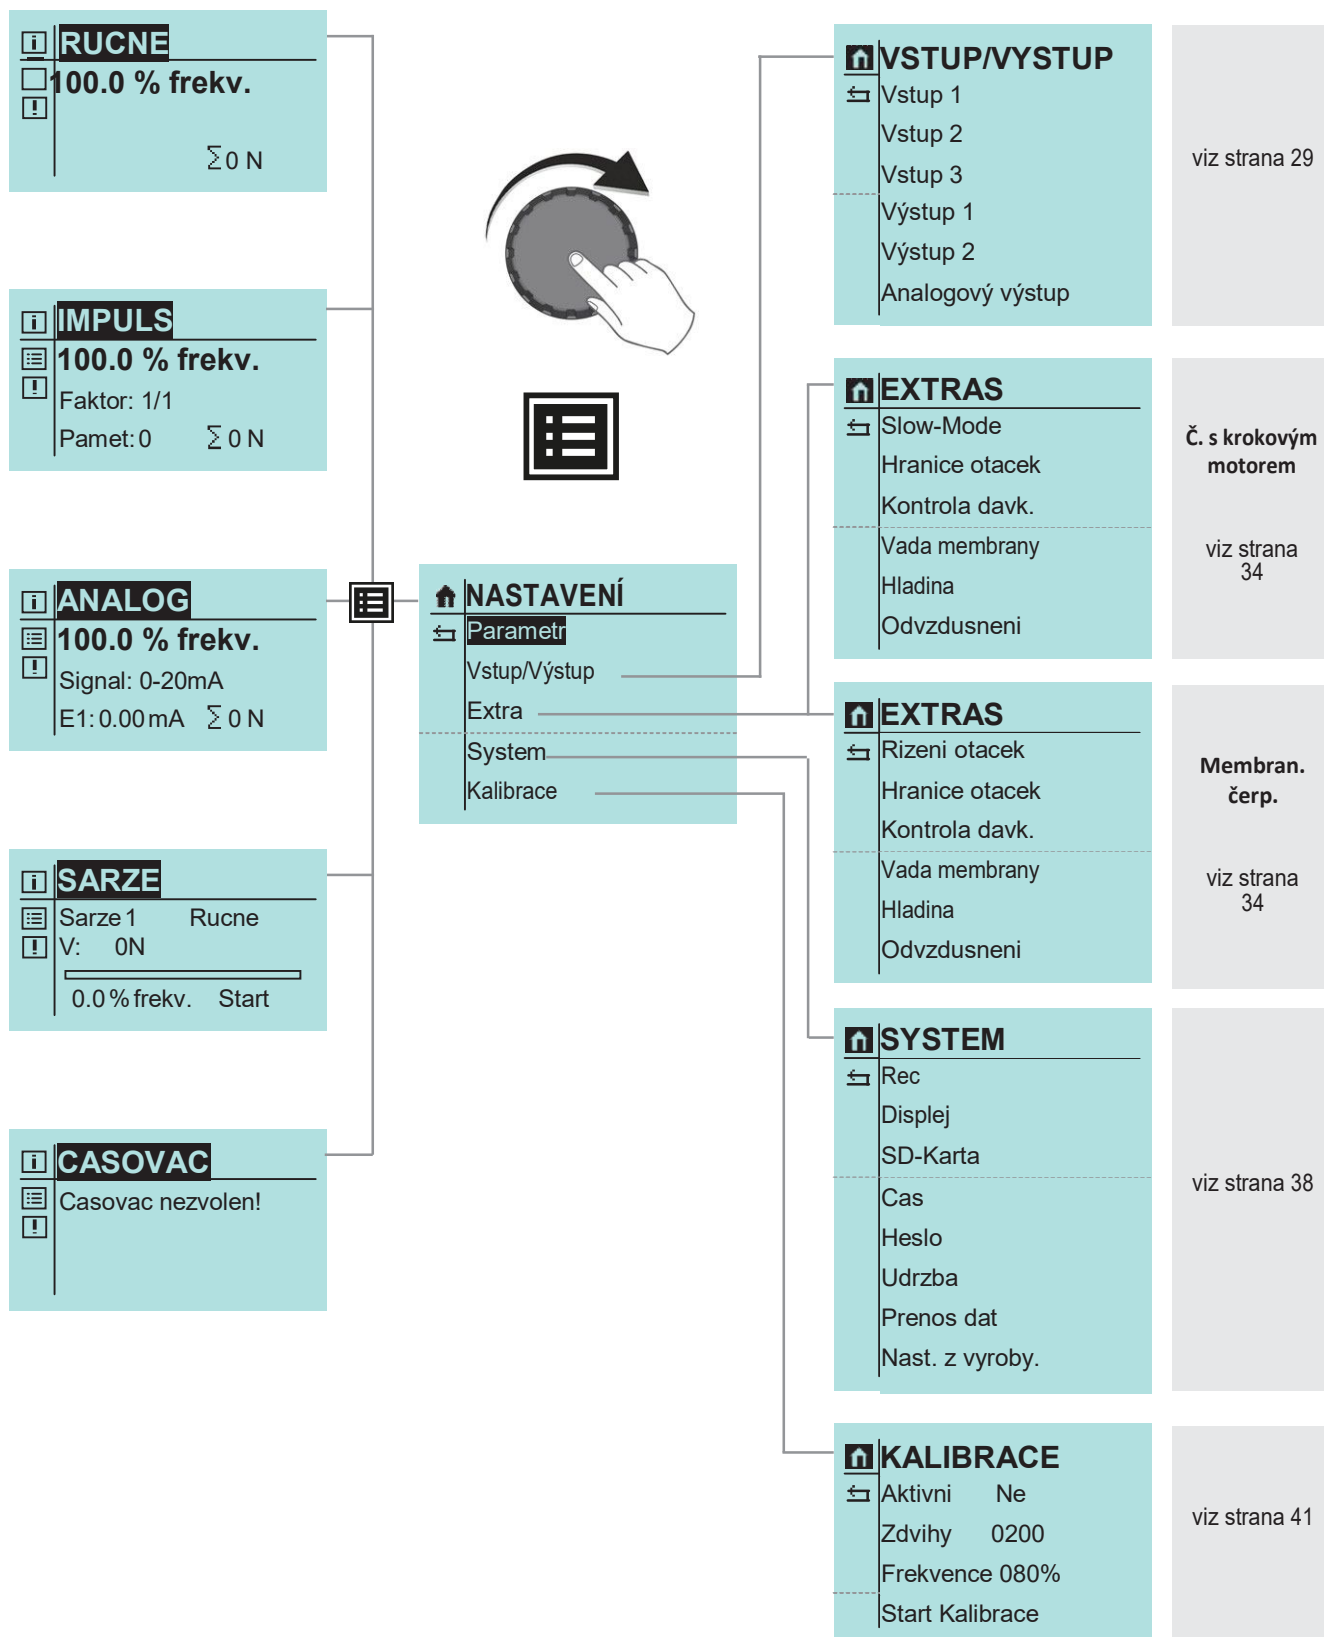 RUCNE
100.0 % frekv.
Σ 0 N
IMPULS
100.0 % frekv.
Faktor: 1/1
Pamet: 0 Σ 0 N
ANALOG
100.0 % frekv.
Signal: 0-20mA
E1: 0.00 mA Σ 0 N
SARZE
Sarze 1 Rucne
V: 0N
0.0 % frekv. Start
CASOVAC
Casovac nezvolen!
NASTAVENÍ
Parametr
Vstup/Výstup
Extra
System
Kalibrace
VSTUP/VYSTUP
Vstup 1
Vstup 2
Vstup 3
Výstup 1
Výstup 2
Analogový výstup
viz strana 29
EXTRAS
Slow-Mode
Hranice otacek
Kontrola davk.
Vada membrany
Hladina
Odvzdusneni
Č. s krokovým
motorem
viz strana
34
EXTRAS
Rizeni otacek
Hranice otacek
Kontrola davk.
Vada membrany
Hladina
Odvzdusneni
Membran.
čerp.
viz strana
34
SYSTEM
Rec
Displej
SD-Karta
Cas
Heslo
Udrzba
Prenos dat
Nast. z vyroby.
viz strana 38
KALIBRACE
Aktivni Ne
Zdvihy 0200
Frekvence 080%
Start Kalibrace
viz strana 41